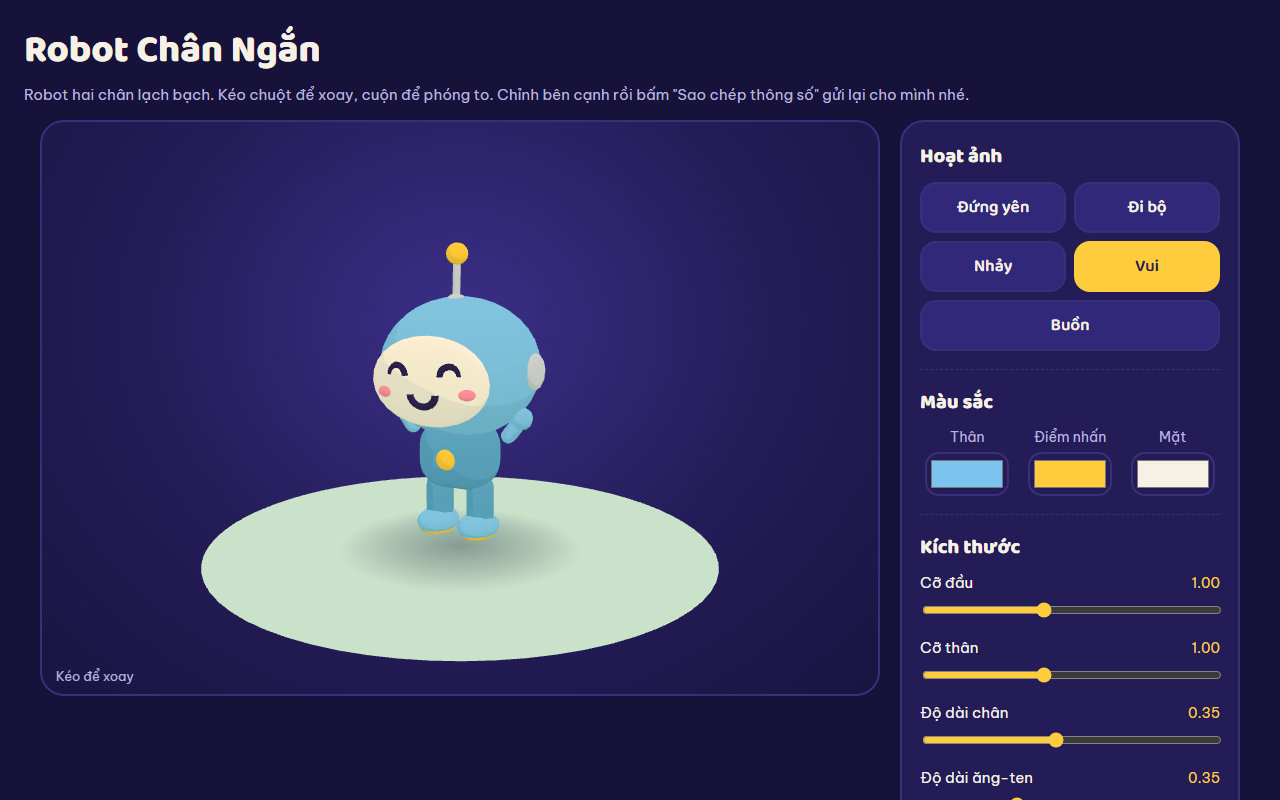 Robot Chân Ngắn
Robot hai chân lạch bạch. Kéo chuột để xoay, cuộn để phóng to. Chỉnh bên cạnh rồi bấm "Sao chép thông số" gửi lại cho mình nhé.
Kéo để xoay
Hoạt ảnh
Đứng yên
Đi bộ
Nhảy
Vui
Buồn
Màu sắc
Thân
Điểm nhấn
Mặt
Kích thước
Cỡ đầu 1.00
Cỡ thân 1.00
Độ dài chân 0.35
Độ dài ăng-ten 0.35